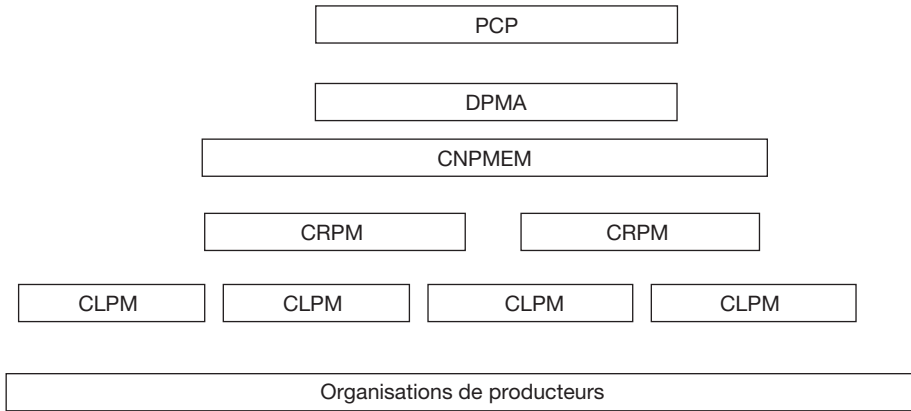 PCP
DPMA
CNPMEM
CRPM CRPM
CLPM CLPM CLPM CLPM
Organisations de producteurs